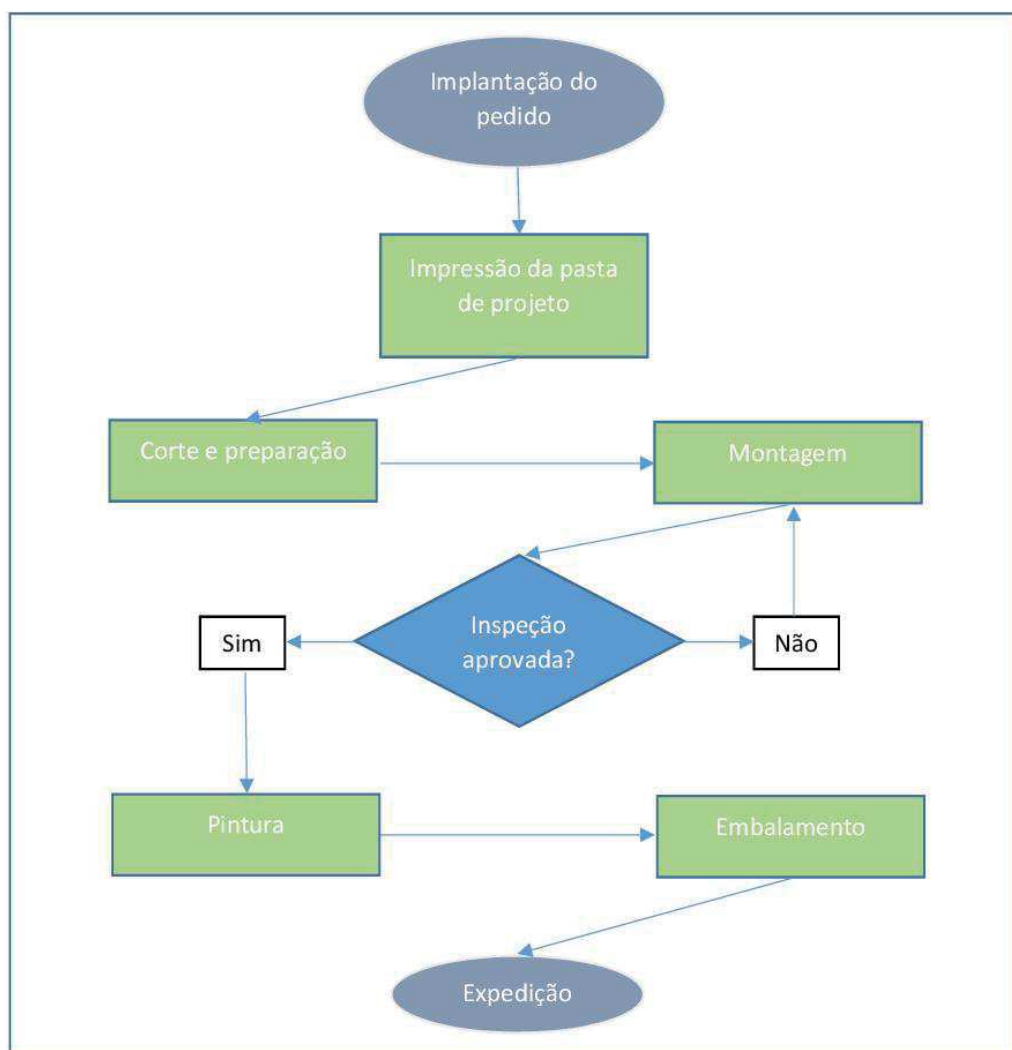 Implantação do
pedido
Impressão da pasta
de projeto
Corte e preparação
Montagem
Inspeção
aprovada?
Sim
Não
Pintura
Embalamento
Expedição